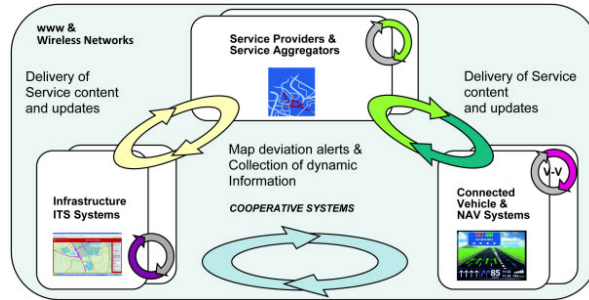 www &
Wireless Networks
Service Providers &
Service Aggregators
Delivery of
Service content
and updates
Delivery of Service
content
and updates
Map deviation alerts &
Collection of dynamic
Information
COOPERATIVE SYSTEMS
Infrastructure
ITS Systems
V-V
Connected
Vehicle &
NAV Systems
85